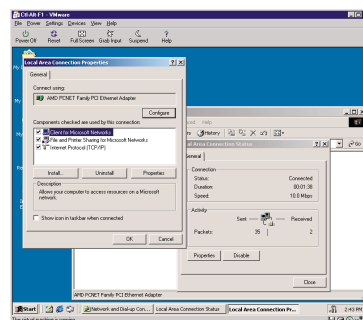 Ctl-Alt-F1 - VMware
File Power Settings Devices View Help
Power Off Reset Full Screen Grab Input Suspend Help
Local Area Connection Properties
General
Connect using:
AMD PCNET Family PCI Ethernet Adapter
Configure
Components checked are used by this connection:
Client for Microsoft Networks
File and Printer Sharing for Microsoft Networks
Internet Protocol (TCP/IP)
Install... Uninstall Properties
Description
Allows your computer to access resources on a Microsoft
network.
Show icon in taskbar when connected
OK Cancel
Help
History
Go
Local Area Connection Status
General
Connection
Status: Connected
Duration: 00:01:38
Speed: 10.0 Mbps
Activity
Sent Received
Packets: 35 2
Properties Disable
Close
AMD PCNET Family PCI Ethernet Adapter
Start Network and Dial-up Con... Local Area Connection Status Local Area Connection Pr... 2:43 PM